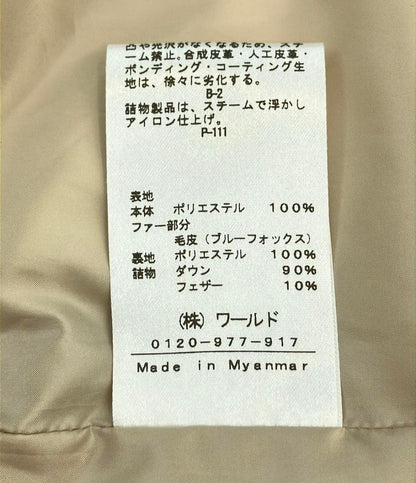 凸や光沢がなくなるため、スチ
ーム禁止。合成皮革・人工皮革・
ボンディング・コーティング生
地は、徐々に劣化する。
B-2
詰物製品は、スチームで浮かし
アイロン仕上げ。
P-111
表地
本体 ポリエステル 100%
ファー部分
毛皮（ブルーフォックス）
裏地 ポリエステル 100%
詰物 ダウン 90%
フェザー 10%
（株）ワールド
0120-977-917
Made in Myanmar